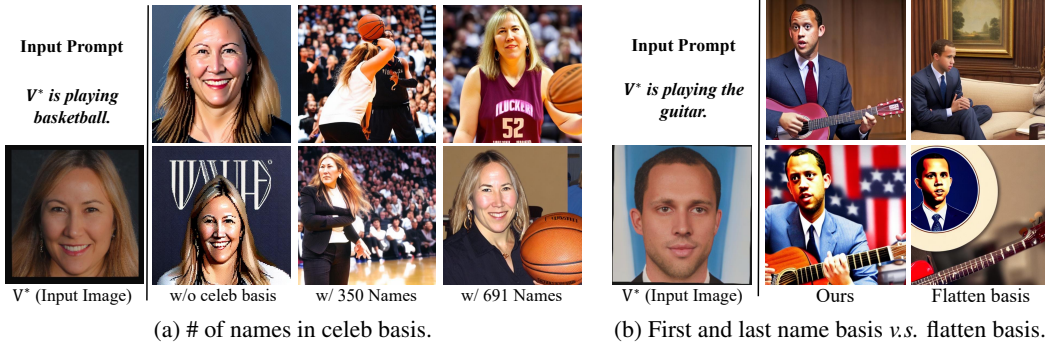 Input Prompt
V* is playing
basketball.
V* (Input Image)
w/o celeb basis
w/ 350 Names
w/ 691 Names
52
(a) # of names in celeb basis.
Input Prompt
V* is playing the
guitar.
V* (Input Image)
Ours
Flatten basis
(b) First and last name basis v.s. flatten basis.